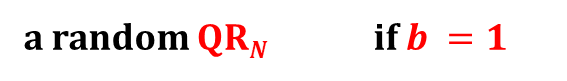 a random QR_N if b = 1